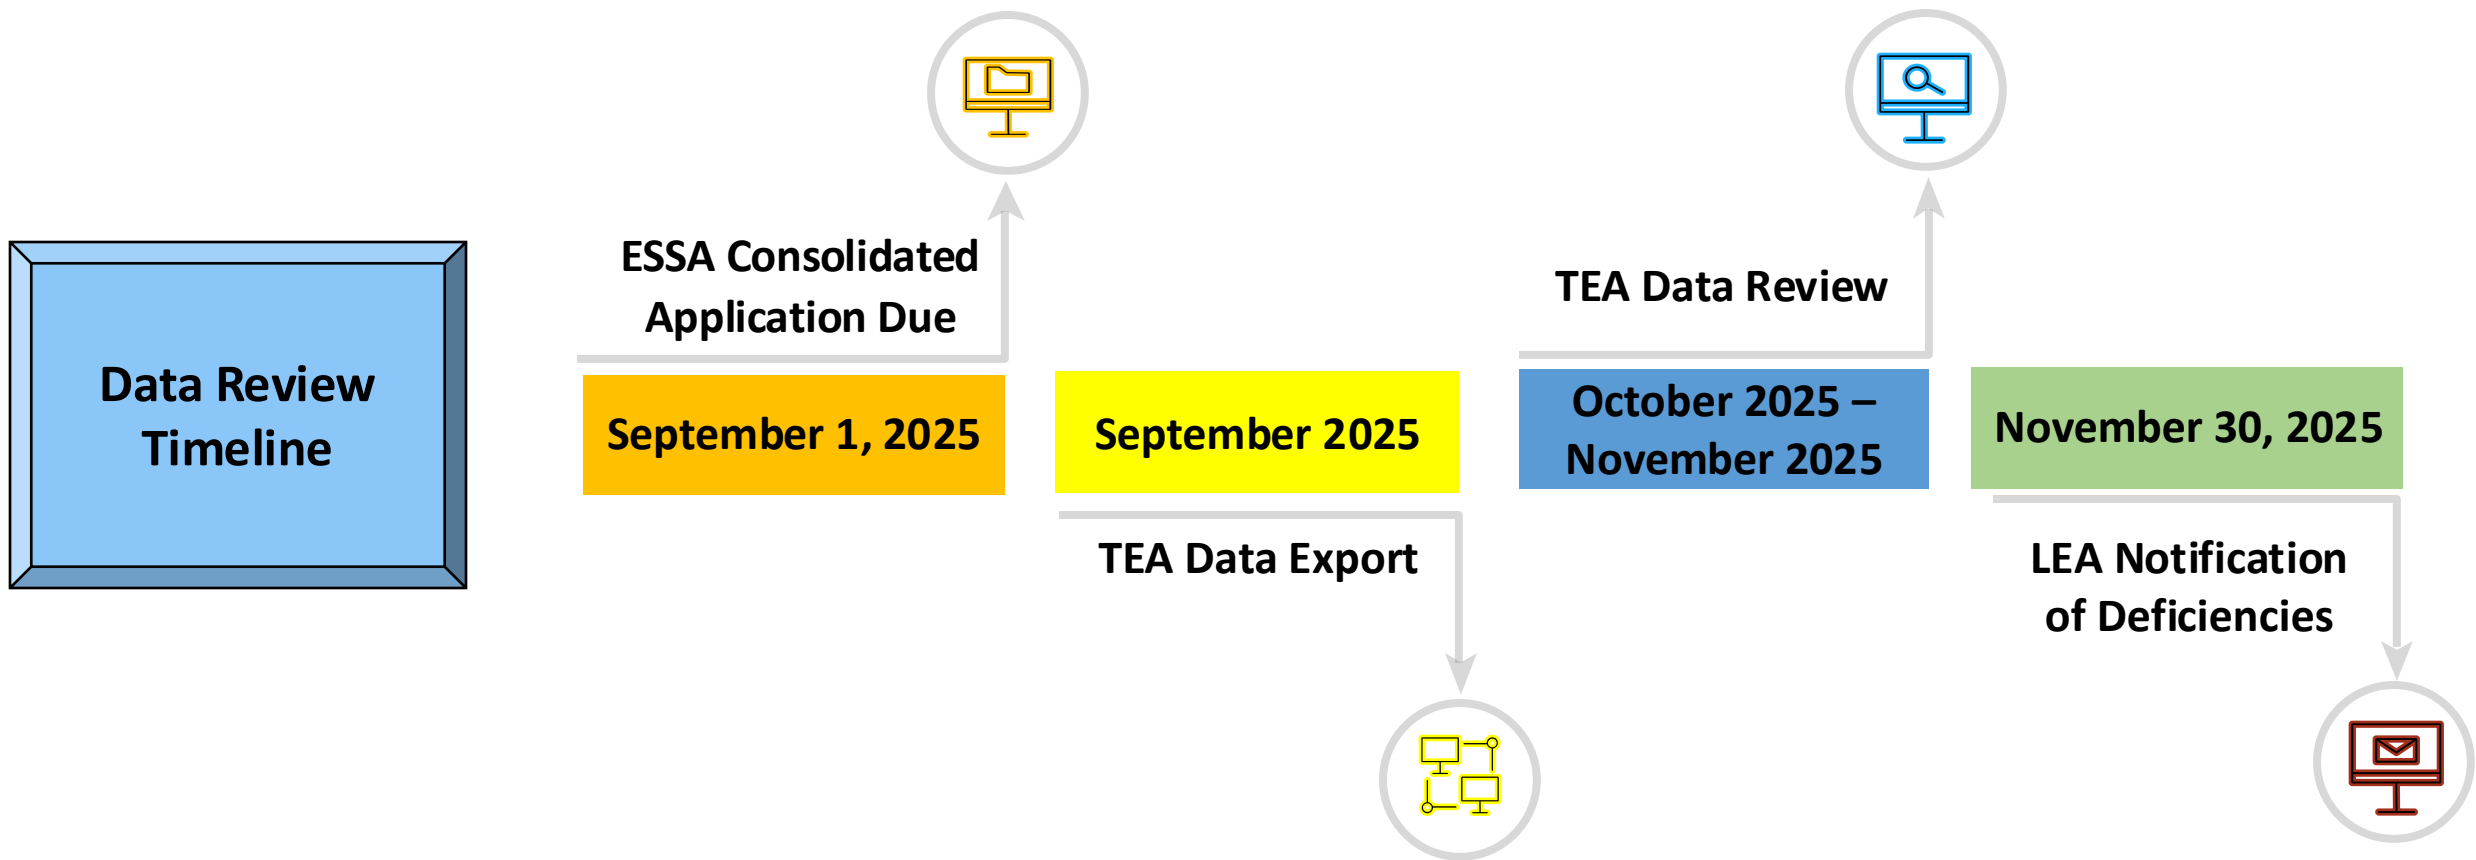 Data Review
Timeline
ESSA Consolidated
Application Due
September 1, 2025
September 2025
TEA Data Export
TEA Data Review
October 2025 –
November 2025
November 30, 2025
LEA Notification
of Deficiencies